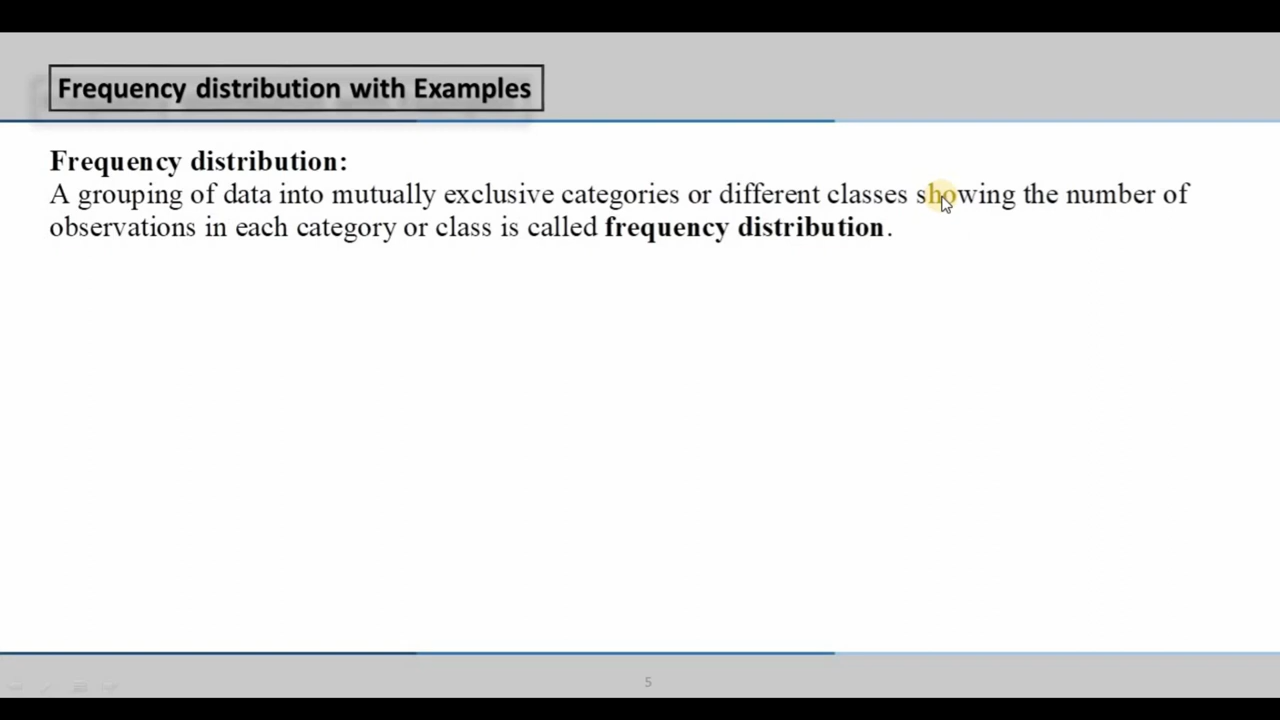 Frequency distribution with Examples
Frequency distribution:
A grouping of data into mutually exclusive categories or different classes showing the number of
observations in each category or class is called frequency distribution.
5